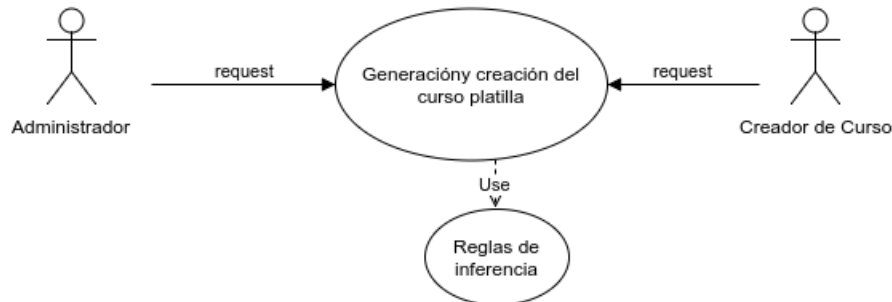 request
Generacióny creación del
curso platilla
request
Administrador
Creador de Curso
Use
Reglas de
inferencia